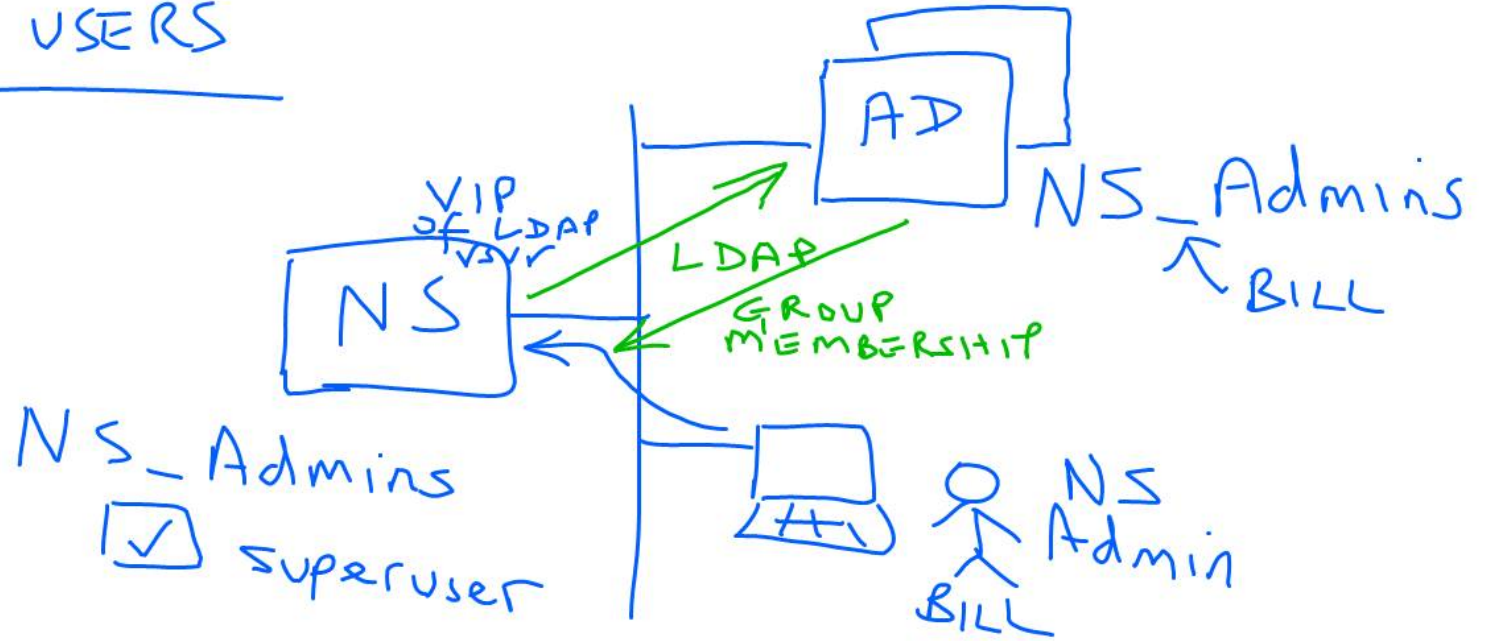 USERS
AD
NS_Admins
BILL
VIP
of LDAP
vsvr
NS
LDAP
GROUP
MEMBERSHIP
NS_Admins
superuser
NS
Admin
BILL